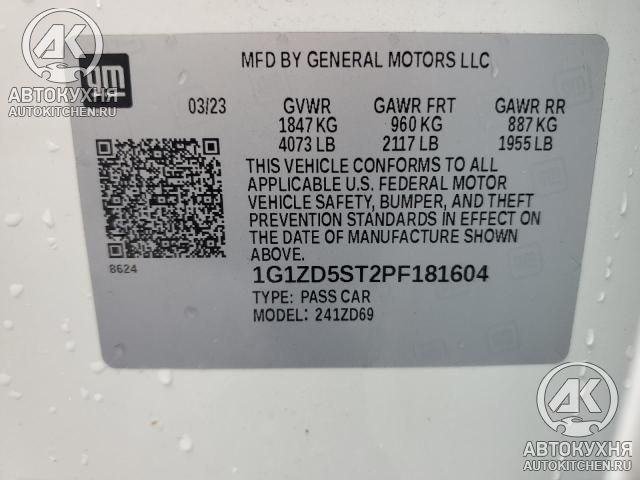 gm
MFD BY GENERAL MOTORS LLC
03/23 GVWR GAWR FRT GAWR RR
1847 KG 960 KG 887 KG
4073 LB 2117 LB 1955 LB
THIS VEHICLE CONFORMS TO ALL
APPLICABLE U.S. FEDERAL MOTOR
VEHICLE SAFETY, BUMPER, AND THEFT
PREVENTION STANDARDS IN EFFECT ON
THE DATE OF MANUFACTURE SHOWN
ABOVE.
8624
1G1ZD5ST2PF181604
TYPE: PASS CAR
MODEL: 241ZD69
АК
АВТОКУХНЯ
AUTOKITCHEN.RU
АК
АВТОКУХНЯ
AUTOKITCHEN.RU